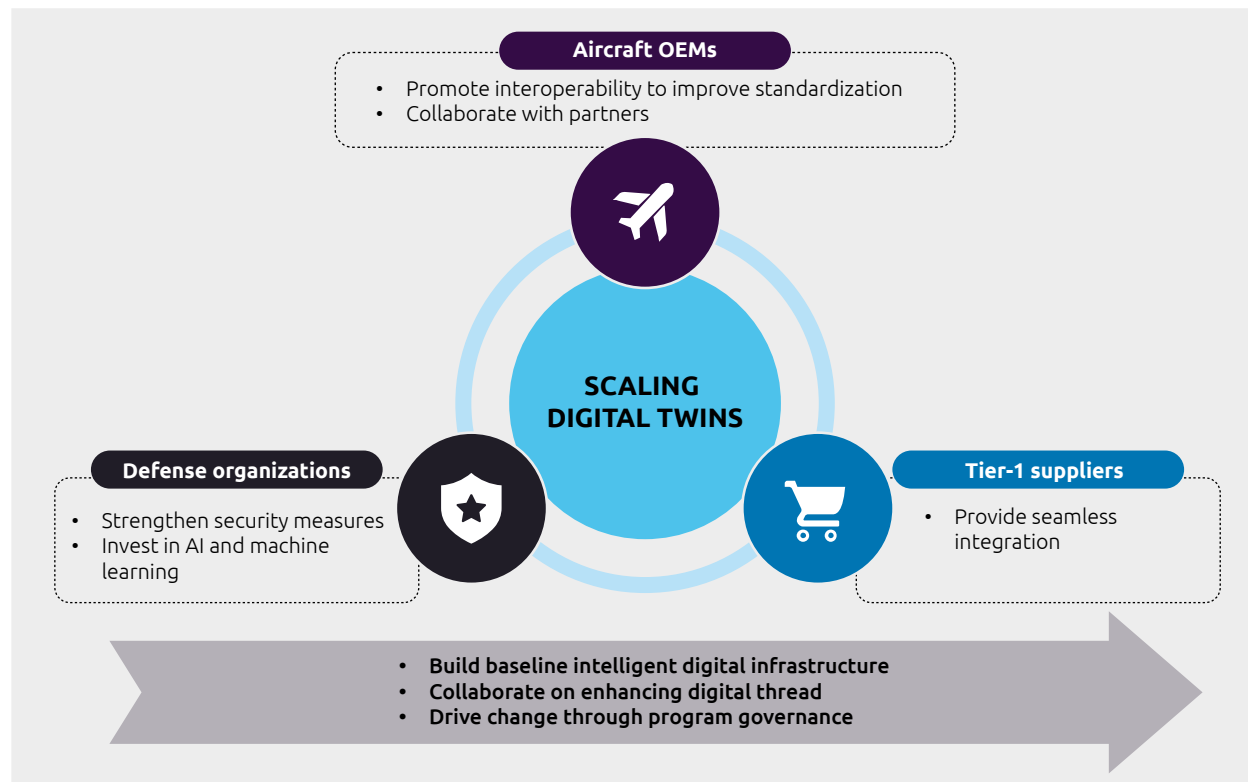 Aircraft OEMs
• Promote interoperability to improve standardization
• Collaborate with partners
SCALING
DIGITAL TWINS
Defense organizations
• Strengthen security measures
• Invest in AI and machine
learning
Tier-1 suppliers
• Provide seamless
integration
• Build baseline intelligent digital infrastructure
• Collaborate on enhancing digital thread
• Drive change through program governance